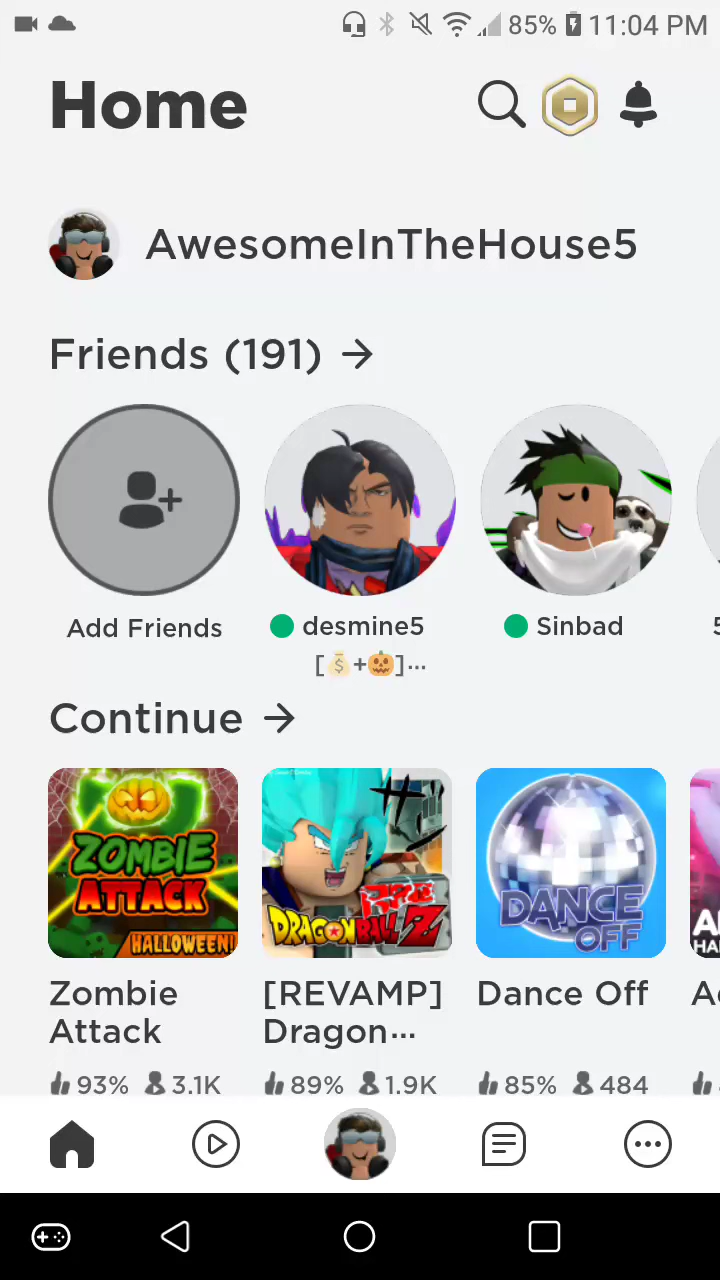 85% 11:04 PM
Home
AwesomeInTheHouse5
Friends (191) →
Add Friends
desmine5
Sinbad
[💰+🎃]...
Continue →
ZOMBIE
ATTACK
HALLOWEEN!
DRAGON BALL
Z
DANCE
OFF
Zombie
Attack
[REVAMP]
Dragon...
Dance Off
93% 3.1K
89% 1.9K
85% 484